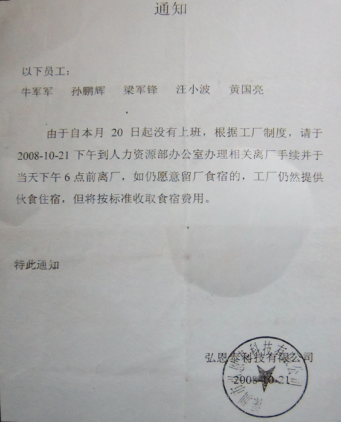 通知
以下员工：
牛军军 孙鹏辉 梁军锋 汪小波 黄国亮
由于自本月 20 日起没有上班，根据工厂制度，请于
2008-10-21 下午到人力资源部办公室办理相关离厂手续并于
当天下午 6 点前离厂，如仍愿意留厂食宿的，工厂仍然提供
伙食住宿，但将按标准收取食宿费用。
特此通知
弘恩泰科技有限公司
2008-10-21